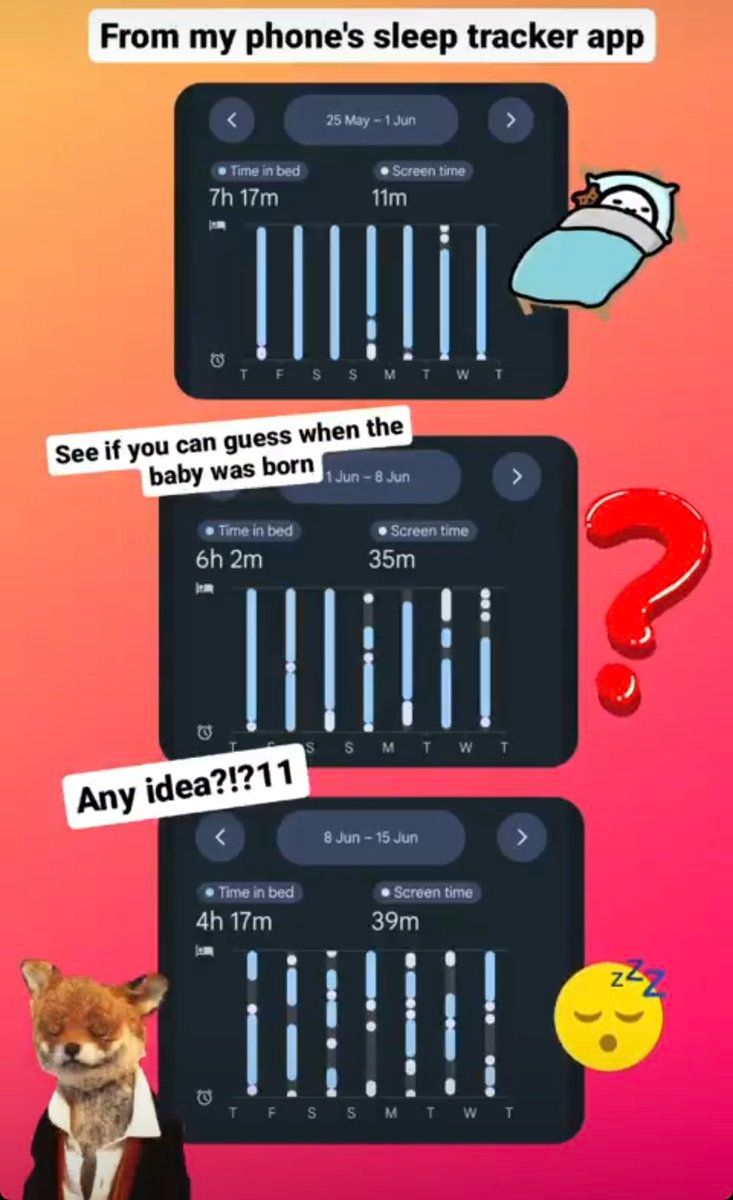 From my phone's sleep tracker app
25 May – 1 Jun
Time in bed
Screen time
7h 17m
11m
T F S S M T W T
See if you can guess when the
baby was born
1 Jun – 8 Jun
Time in bed
Screen time
6h 2m
35m
S S M T W T
Any idea?!?11
8 Jun – 15 Jun
Time in bed
Screen time
4h 17m
39m
T F S S M T W T
zzZ